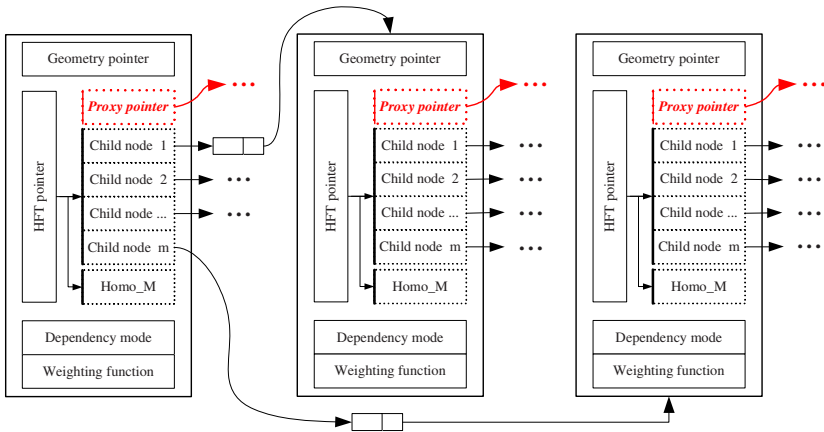 Geometry pointer
HFT pointer
Proxy pointer
•••
Child node 1
Child node 2
•••
Child node ...
•••
Child node m
Homo_M
Dependency mode
Weighting function
Geometry pointer
HFT pointer
Proxy pointer
•••
Child node 1
•••
Child node 2
•••
Child node ...
•••
Child node m
•••
Homo_M
Dependency mode
Weighting function
Geometry pointer
HFT pointer
Proxy pointer
•••
Child node 1
•••
Child node 2
•••
Child node ...
•••
Child node m
•••
Homo_M
Dependency mode
Weighting function